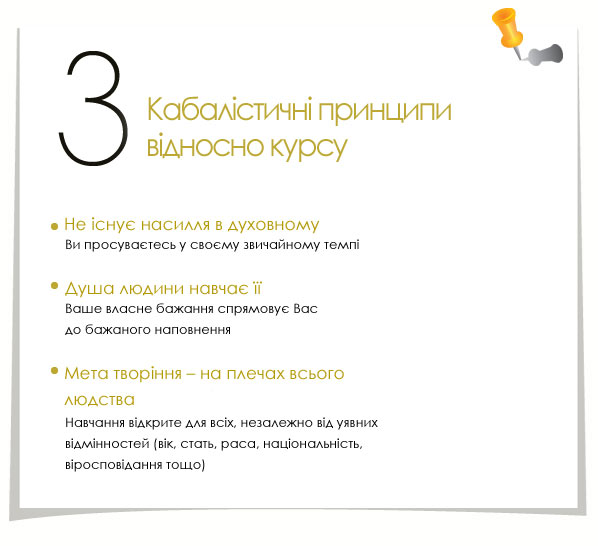 3
Кабалістичні принципи
відносно курсу
• Не існує насилля в духовному
Ви просуваєтесь у своєму звичайному темпі
• Душа людини навчає її
Ваше власне бажання спрямовує Вас
до бажаного наповнення
• Мета творіння – на плечах всього
людства
Навчання відкрите для всіх, незалежно від уявних
відмінностей (вік, стать, раса, національність,
віросповідання тощо)